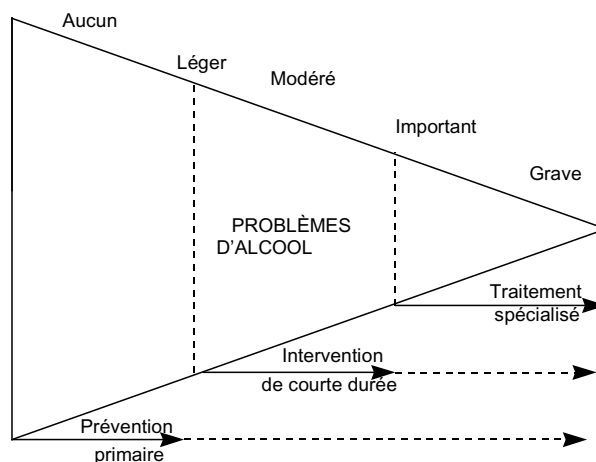 Aucun
Léger
Modéré
Important
Grave
PROBLÈMES
D'ALCOOL
Traitement
spécialisé
Intervention
de courte durée
Prévention
primaire